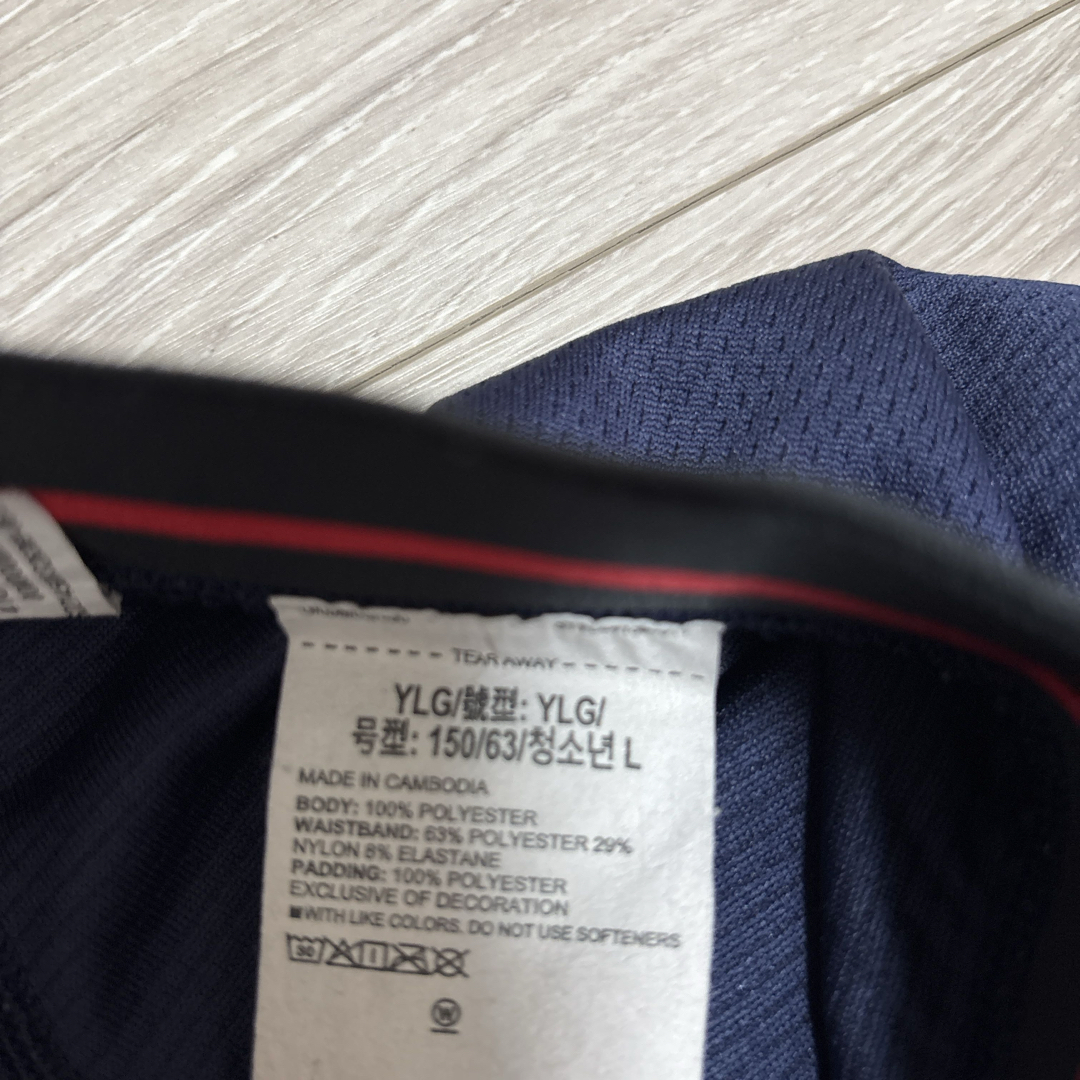 TEAR AWAY
YLG/號型: YLG/
号型: 150/63/청소년 L
MADE IN CAMBODIA
BODY: 100% POLYESTER
WAISTBAND: 63% POLYESTER 29%
NYLON 8% ELASTANE
PADDING: 100% POLYESTER
EXCLUSIVE OF DECORATION
WITH LIKE COLORS. DO NOT USE SOFTENERS
30
W